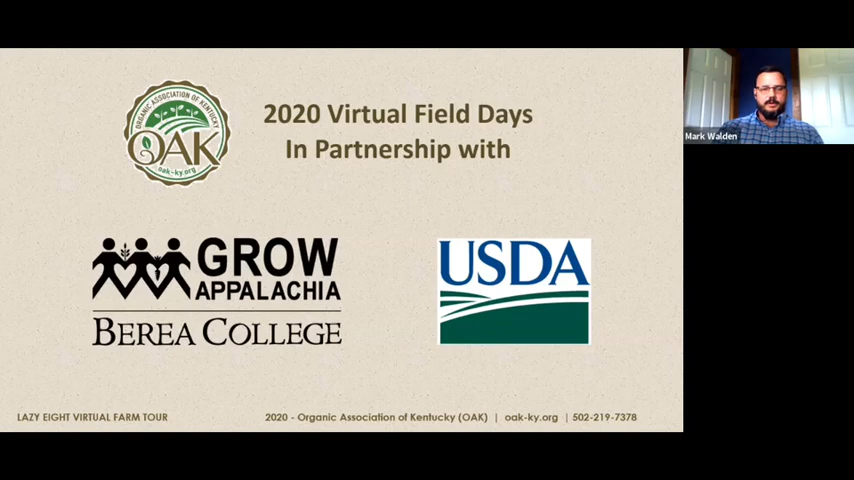 ORGANIC ASSOCIATION OF KENTUCKY
OAK
oak-ky.org
2020 Virtual Field Days
In Partnership with
GROW
APPALACHIA
BEREA COLLEGE
USDA
LAZY EIGHT VIRTUAL FARM TOUR
2020 - Organic Association of Kentucky (OAK) | oak-ky.org | 502-219-7378
Mark Walden